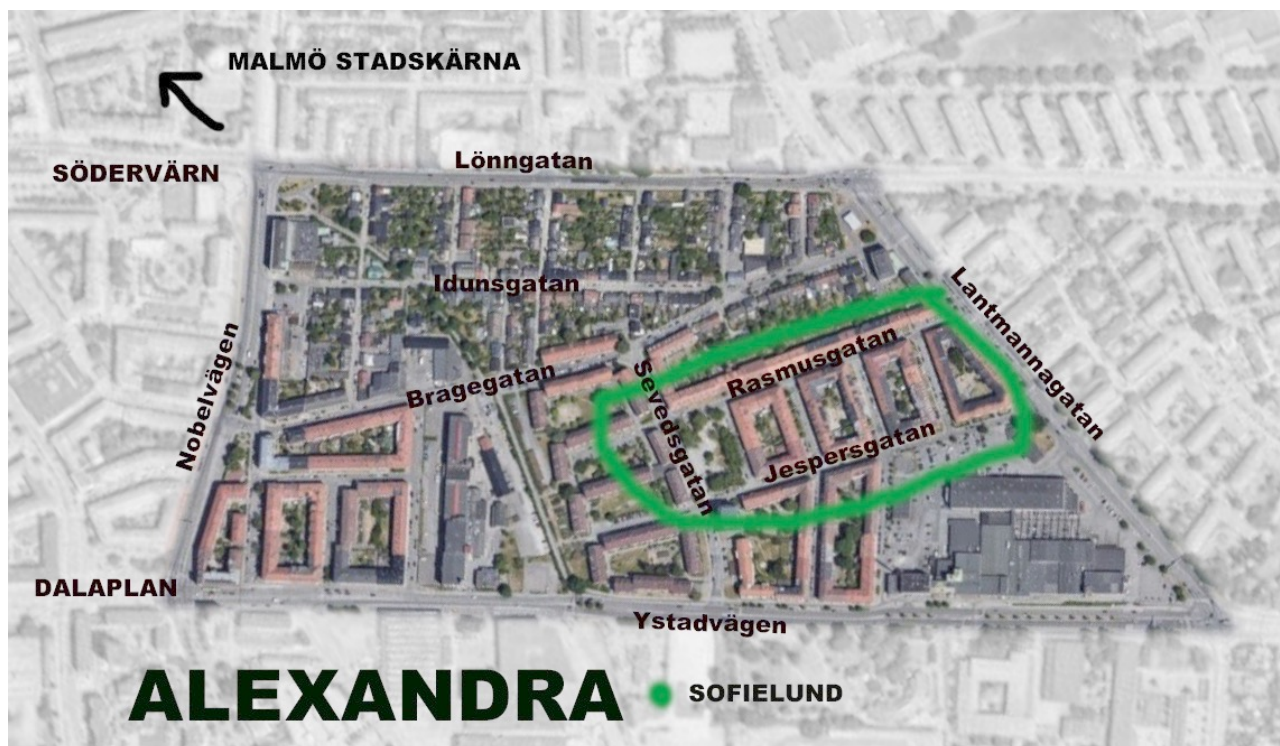 MALMÖ STADSKÄRNA
SÖDERVÄRN
Lönngatan
Idunsgatan
Lantmannagatan
Nobelvägen
Bragegatan
Sevedsgatan
Rasmusgatan
Jespersgatan
DALAPLAN
Ystadvägen
ALEXANDRA
SOFIELUND